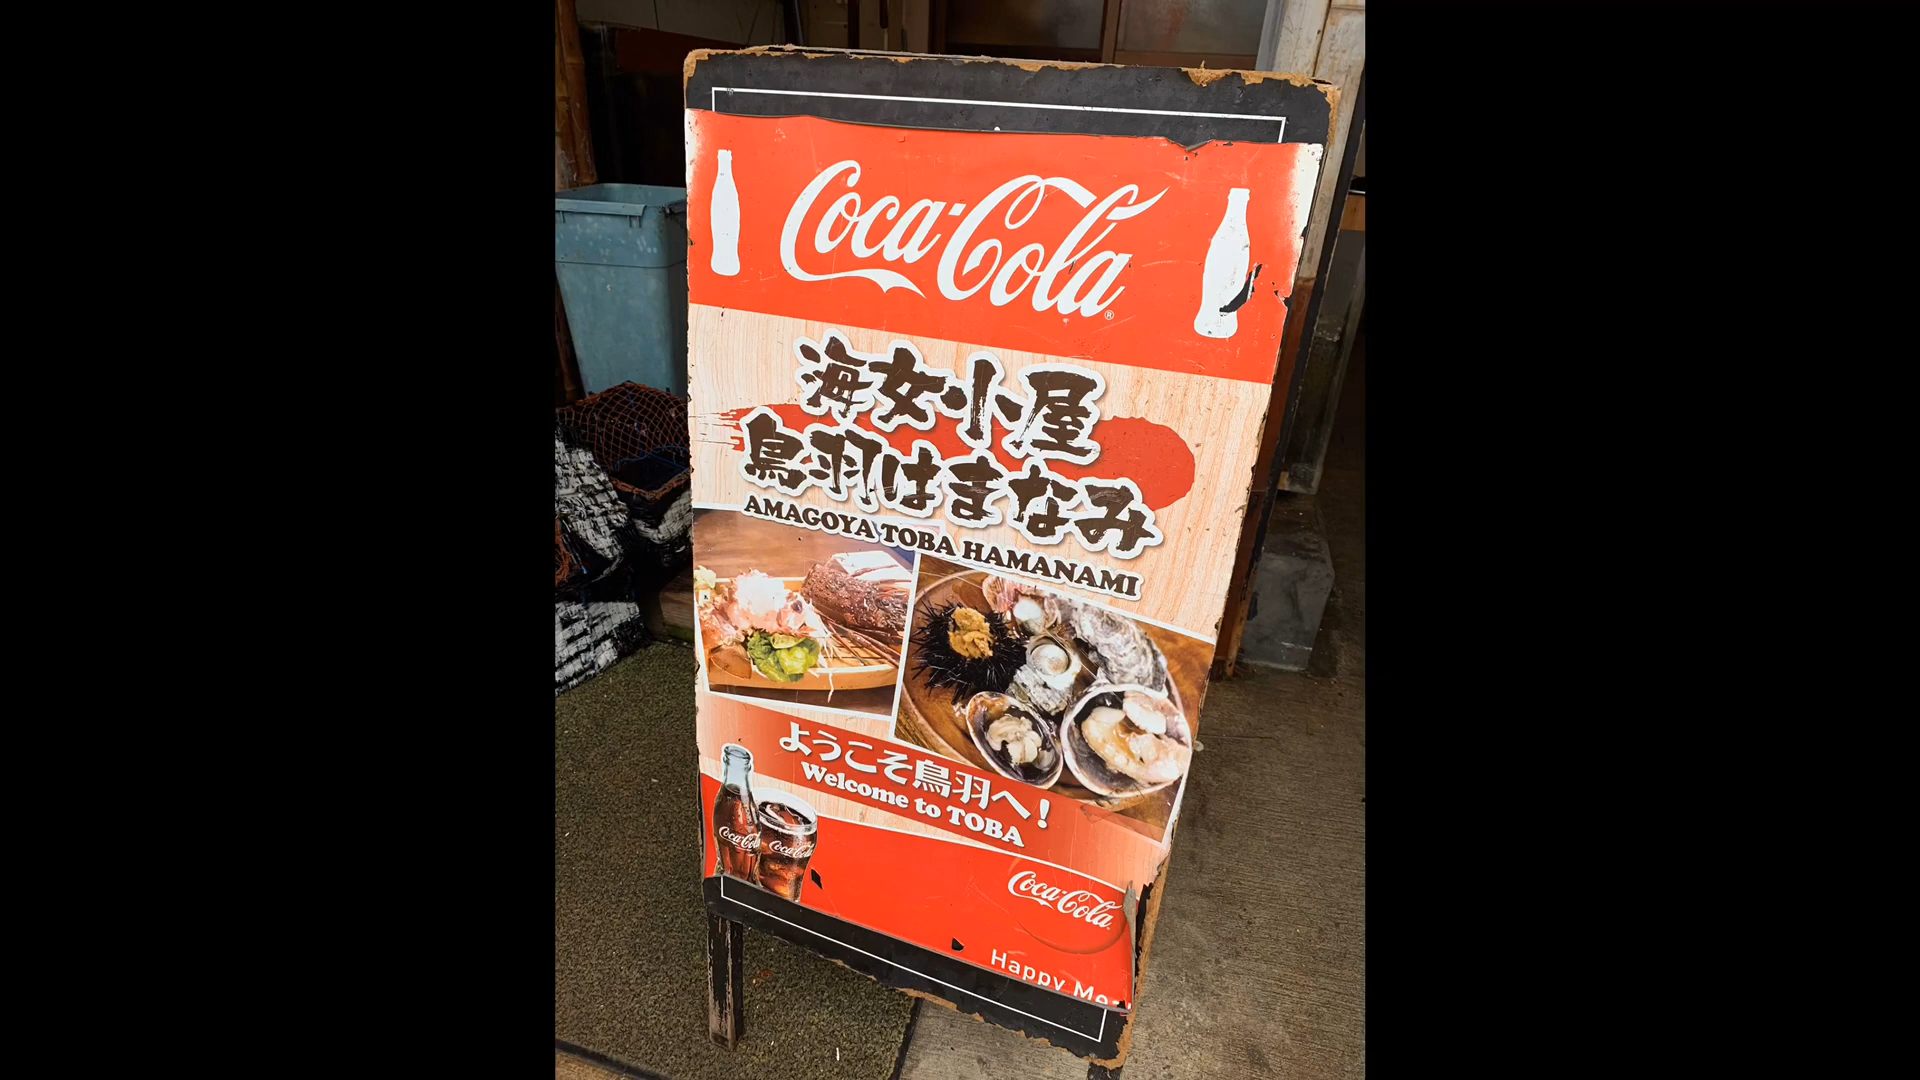 Coca-Cola
海女小屋
鳥羽はまなみ
AMAGOYA TOBA HAMANAMI
ようこそ鳥羽へ!
Welcome to TOBA
Coca-Cola
Coca-Cola
Coca-Cola
Happy